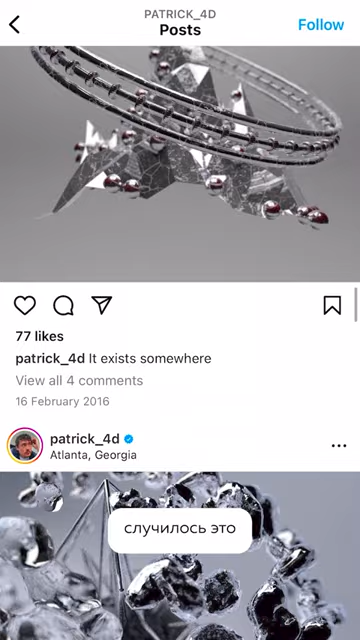 PATRICK_4D
Posts
Follow
77 likes
patrick_4d It exists somewhere
View all 4 comments
16 February 2016
patrick_4d
Atlanta, Georgia
случилось это